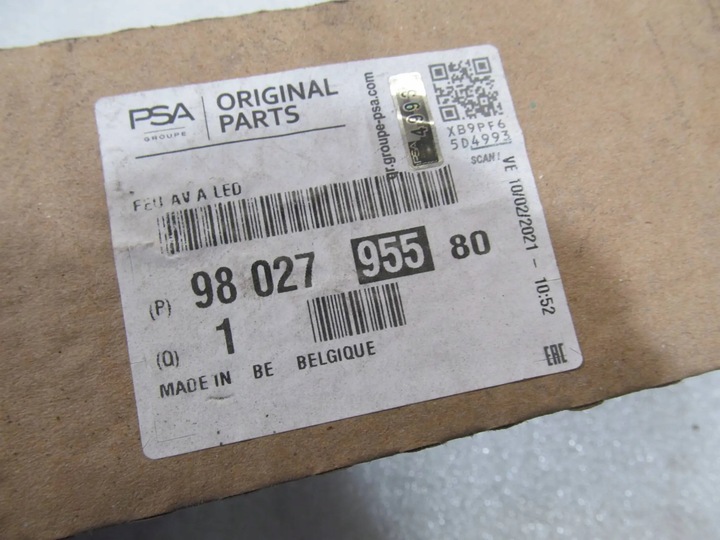 PSA
GROUPE
ORIGINAL
PARTS
qr.groupe-psa.com
PSA
XB9PF6
5D4993
SCAN!
FEU AV A LED
(P) 98 027 955 80
(Q) 1
MADE IN BE BELGIQUE
VE 10/02/2021 - 10:52
EAC